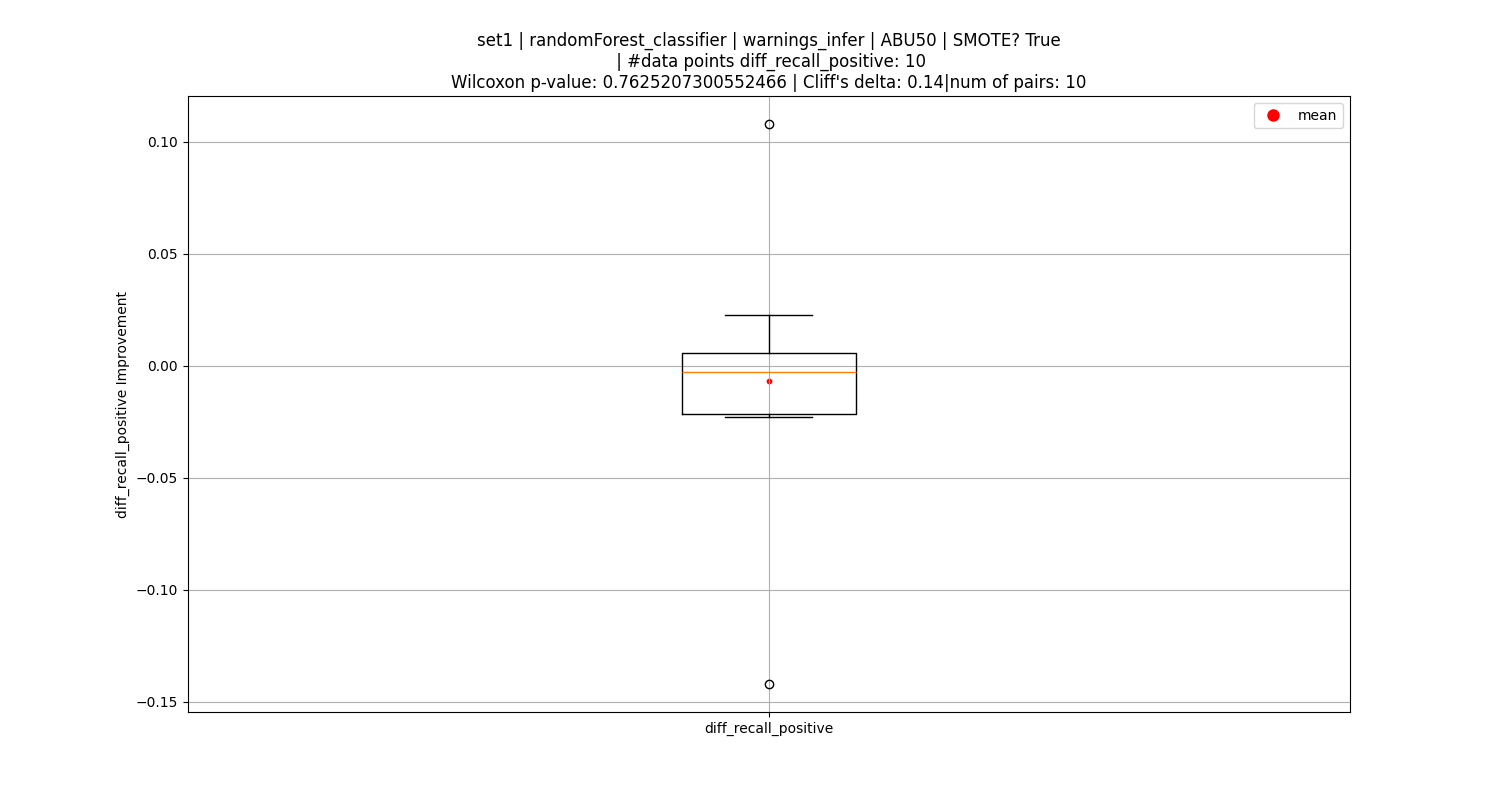 set1 | randomForest_classifier | warnings_infer | ABU50 | SMOTE? True
| #data points diff_recall_positive: 10
Wilcoxon p-value: 0.7625207300552466 | Cliff's delta: 0.14|num of pairs: 10
mean
0.10
0.05
0.00
−0.05
−0.10
−0.15
diff_recall_positive Improvement
diff_recall_positive